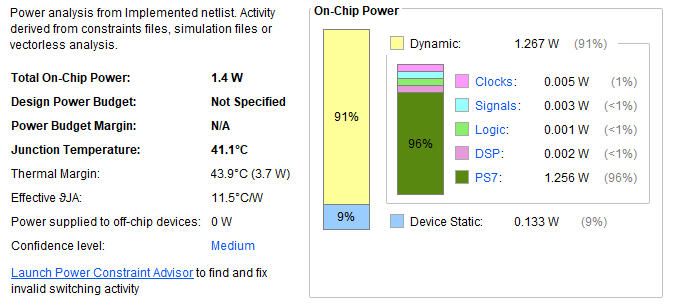 Power analysis from Implemented netlist. Activity
derived from constraints files, simulation files or
vectorless analysis.
Total On-Chip Power: 1.4 W
Design Power Budget: Not Specified
Power Budget Margin: N/A
Junction Temperature: 41.1°C
Thermal Margin: 43.9°C (3.7 W)
Effective ϑJA: 11.5°C/W
Power supplied to off-chip devices: 0 W
Confidence level: Medium
Launch Power Constraint Advisor to find and fix
invalid switching activity
On-Chip Power
91%
9%
Dynamic: 1.267 W (91%)
96%
Clocks: 0.005 W (1%)
Signals: 0.003 W (<1%)
Logic: 0.001 W (<1%)
DSP: 0.002 W (<1%)
PS7: 1.256 W (96%)
Device Static: 0.133 W (9%)